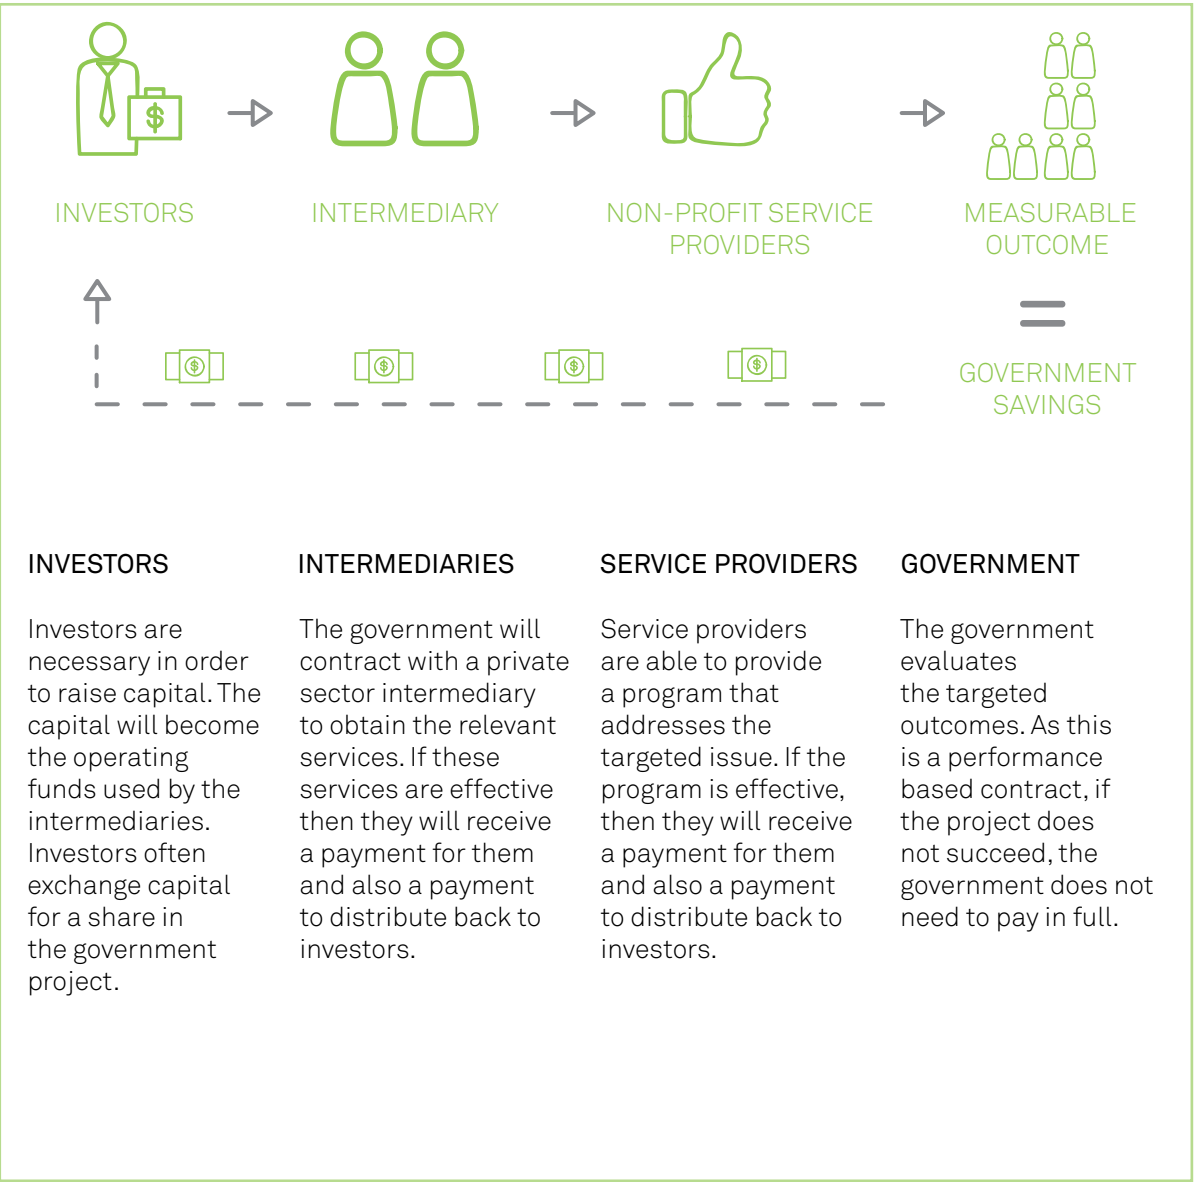 INVESTORS
INTERMEDIARY
NON-PROFIT SERVICE
PROVIDERS
MEASURABLE
OUTCOME
=
$
$
$
$
$
GOVERNMENT
SAVINGS
INVESTORS
Investors are
necessary in order
to raise capital. The
capital will become
the operating
funds used by the
intermediaries.
Investors often
exchange capital
for a share in
the government
project.
INTERMEDIARIES
The government will
contract with a private
sector intermediary
to obtain the relevant
services. If these
services are effective
then they will receive
a payment for them
and also a payment
to distribute back to
investors.
SERVICE PROVIDERS
Service providers
are able to provide
a program that
addresses the
targeted issue. If the
program is effective,
then they will receive
a payment for them
and also a payment
to distribute back to
investors.
GOVERNMENT
The government
evaluates
the targeted
outcomes. As this
is a performance
based contract, if
the project does
not succeed, the
government does not
need to pay in full.